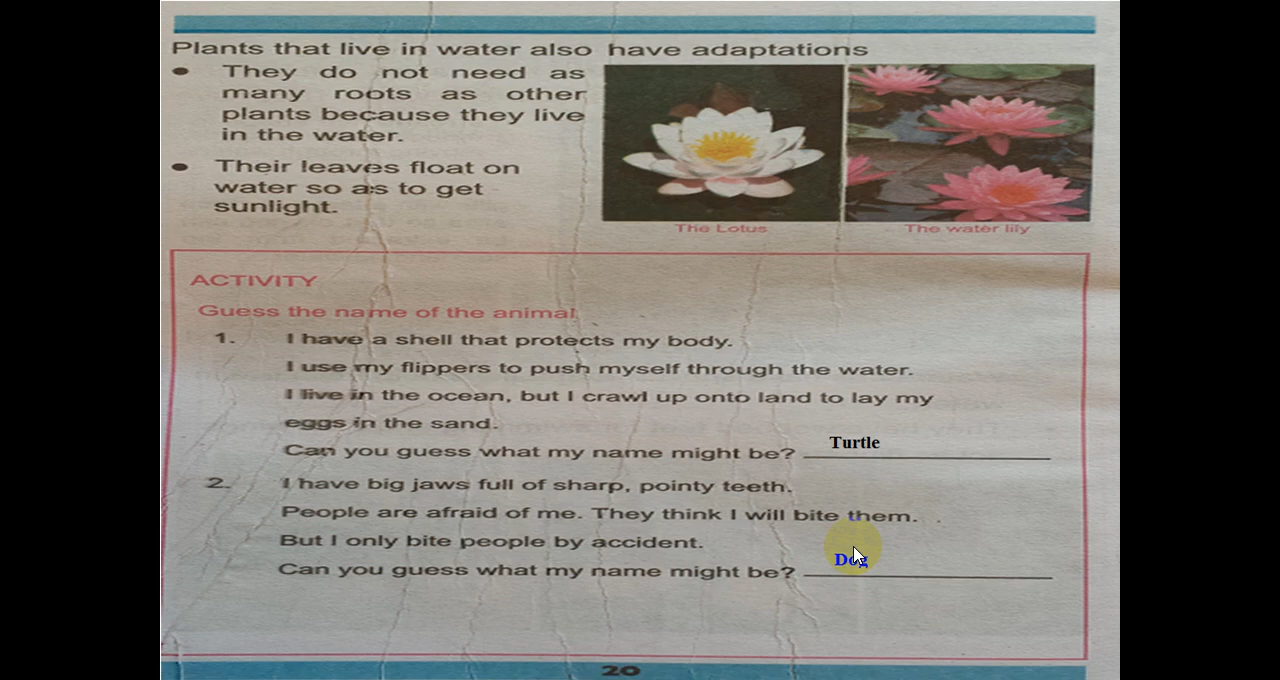 Plants that live in water also have adaptations
They do not need as
many roots as other
plants because they live
in the water.
Their leaves float on
water so as to get
sunlight.
The Lotus
The water lily
ACTIVITY
Guess the name of the animal
1. I have a shell that protects my body.
I use my flippers to push myself through the water.
I live in the ocean, but I crawl up onto land to lay my
eggs in the sand.
Can you guess what my name might be? Turtle
2. I have big jaws full of sharp, pointy teeth.
People are afraid of me. They think I will bite them.
But I only bite people by accident.
Can you guess what my name might be? Dog
20